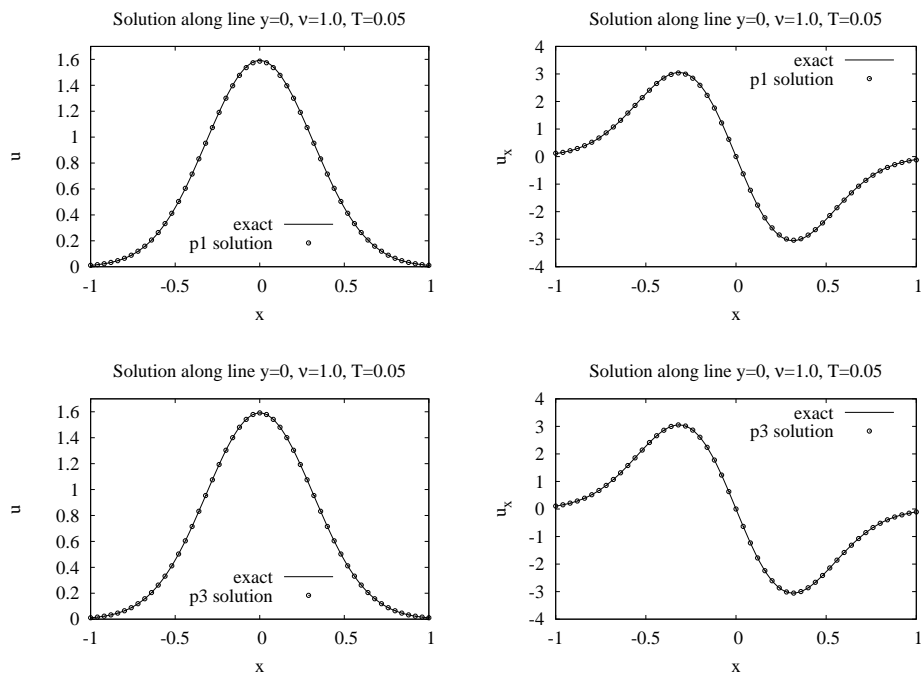 Solution along line y=0, ν=1.0, T=0.05
1.6
1.4
1.2
1
0.8
0.6
0.4
0.2
0
u
exact
p1 solution
-1 -0.5 0 0.5 1
x
Solution along line y=0, ν=1.0, T=0.05
4
3
2
1
0
-1
-2
-3
-4
u_x
exact
p1 solution
-1 -0.5 0 0.5 1
x
Solution along line y=0, ν=1.0, T=0.05
1.6
1.4
1.2
1
0.8
0.6
0.4
0.2
0
u
exact
p3 solution
-1 -0.5 0 0.5 1
x
Solution along line y=0, ν=1.0, T=0.05
4
3
2
1
0
-1
-2
-3
-4
u_x
exact
p3 solution
-1 -0.5 0 0.5 1
x